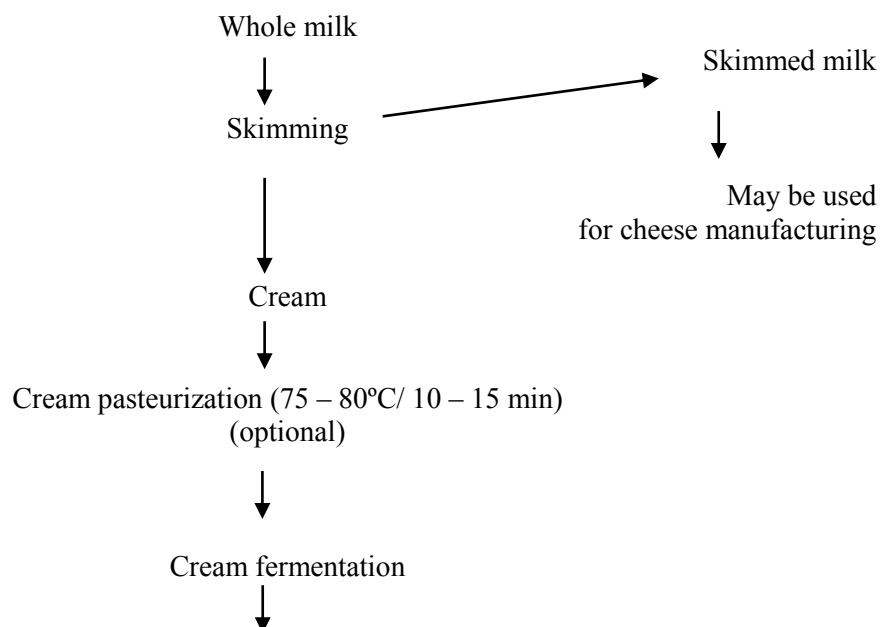 Whole milk
Skimmed milk
Skimming
May be used
for cheese manufacturing
Cream
Cream pasteurization (75 – 80ºC/ 10 – 15 min)
(optional)
Cream fermentation